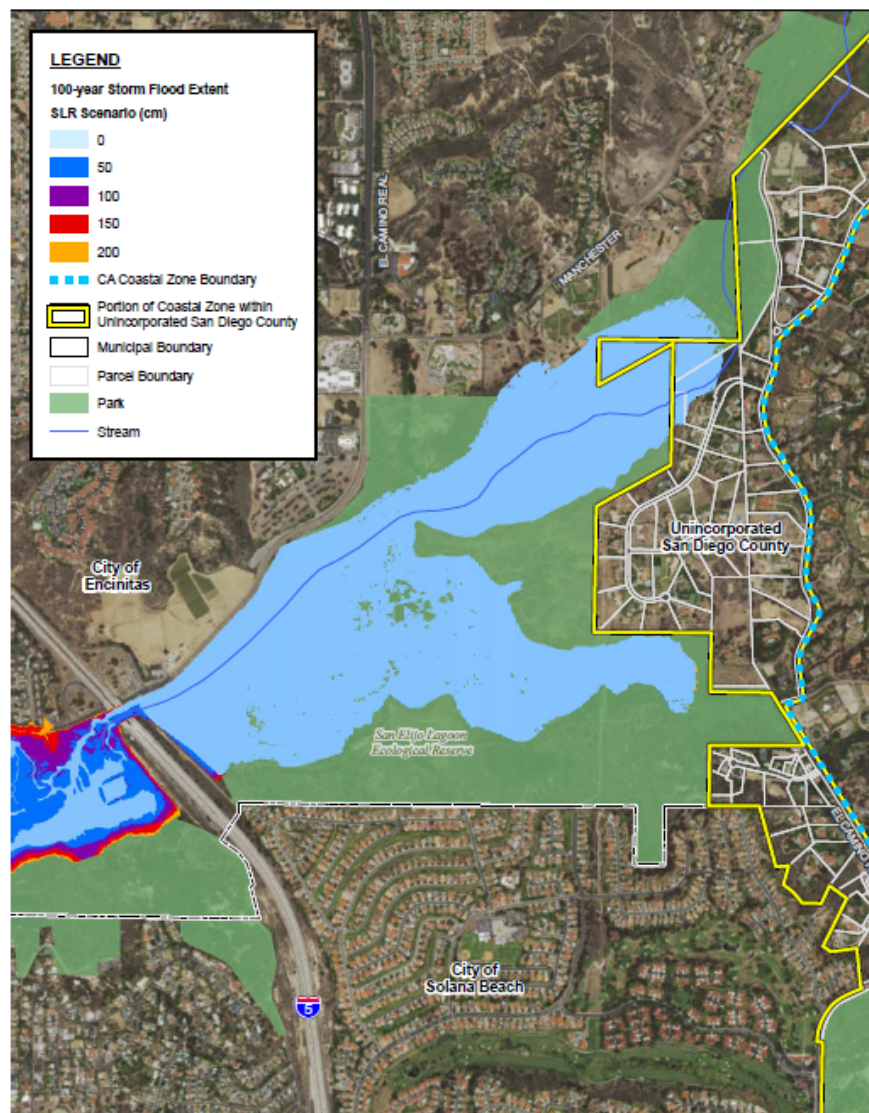 LEGEND
100-year Storm Flood Extent
SLR Scenario (cm)
0
50
100
150
200
CA Coastal Zone Boundary
Portion of Coastal Zone within
Unincorporated San Diego County
Municipal Boundary
Parcel Boundary
Park
Stream
EL CAMINO REAL
MANCHESTER
Unincorporated
San Diego County
City of
Encinitas
San Elijo Lagoon
Ecological Reserve
EL CAMINO
City of
Solana Beach
5